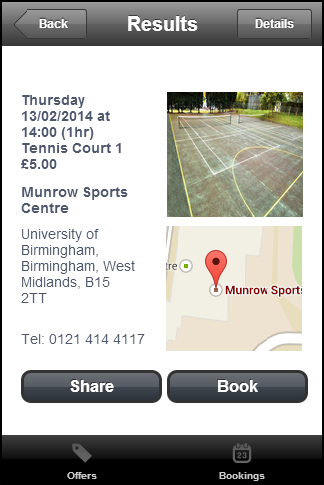 Back
Results
Details
Thursday
13/02/2014 at
14:00 (1hr)
Tennis Court 1
£5.00
Munrow Sports
Centre
University of
Birmingham,
Birmingham, West
Midlands, B15
2TT
Tel: 0121 414 4117
tre
Munrow Sports
Share
Book
Offers
23
Bookings